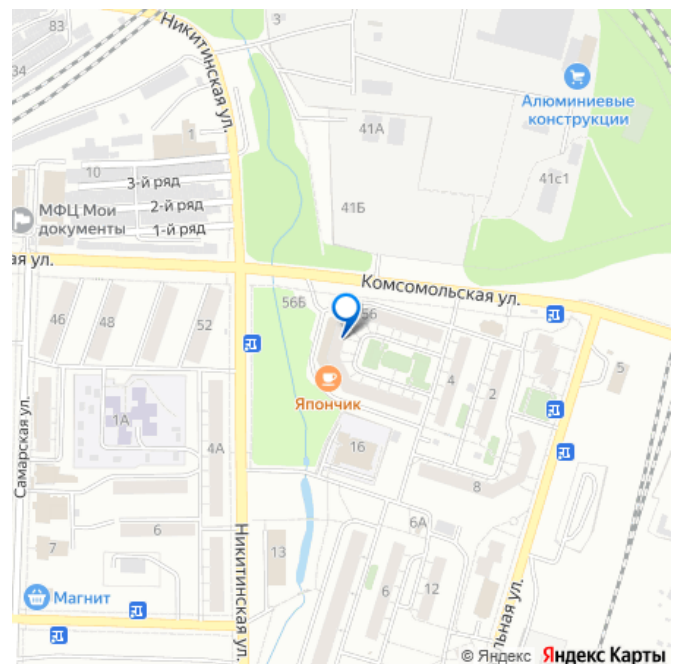 83
34
Никитинская ул.
3
Алюминиевые
конструкции
41А
1
10
3-й ряд
2-й ряд
1-й ряд
41с1
41Б
МФЦ Мои
документы
ая ул.
Комсомольская ул.
56Б
56
46
48
52
5
4
2
Япончик
1А
4А
16
Самарская ул.
8
6А
6
7
13
Никитинская ул.
6
12
Магнит
льная ул.
© Яндекс Яндекс Карты